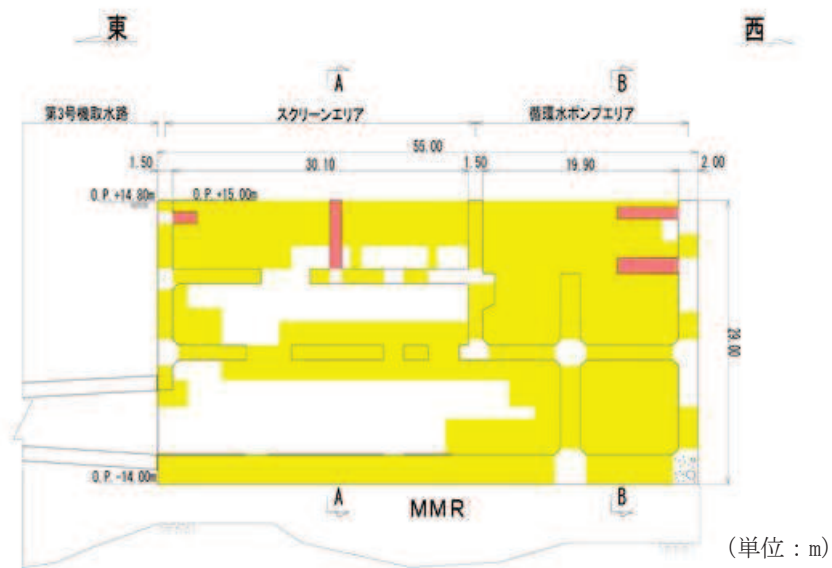 東 西
A B
第3号機取水路 スクリーンエリア 循環水ポンプエリア
55.00
1.50 30.10 1.50 19.90 2.00
O.P.+14.80m O.P.+15.00m
29.00
O.P.-14.00m
A B
MMR
(単位：m)